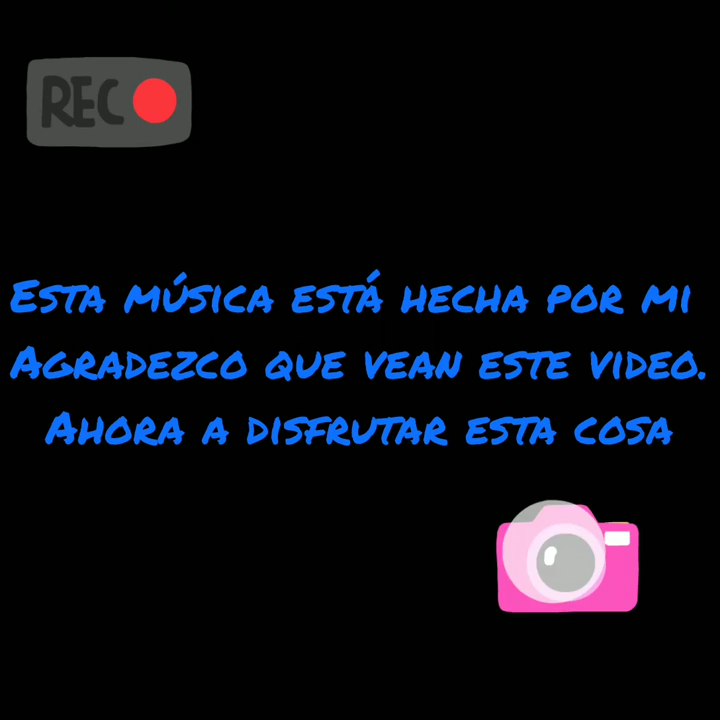 REC
Esta música está hecha por mi
Agradezco que vean este video.
Ahora a disfrutar esta cosa